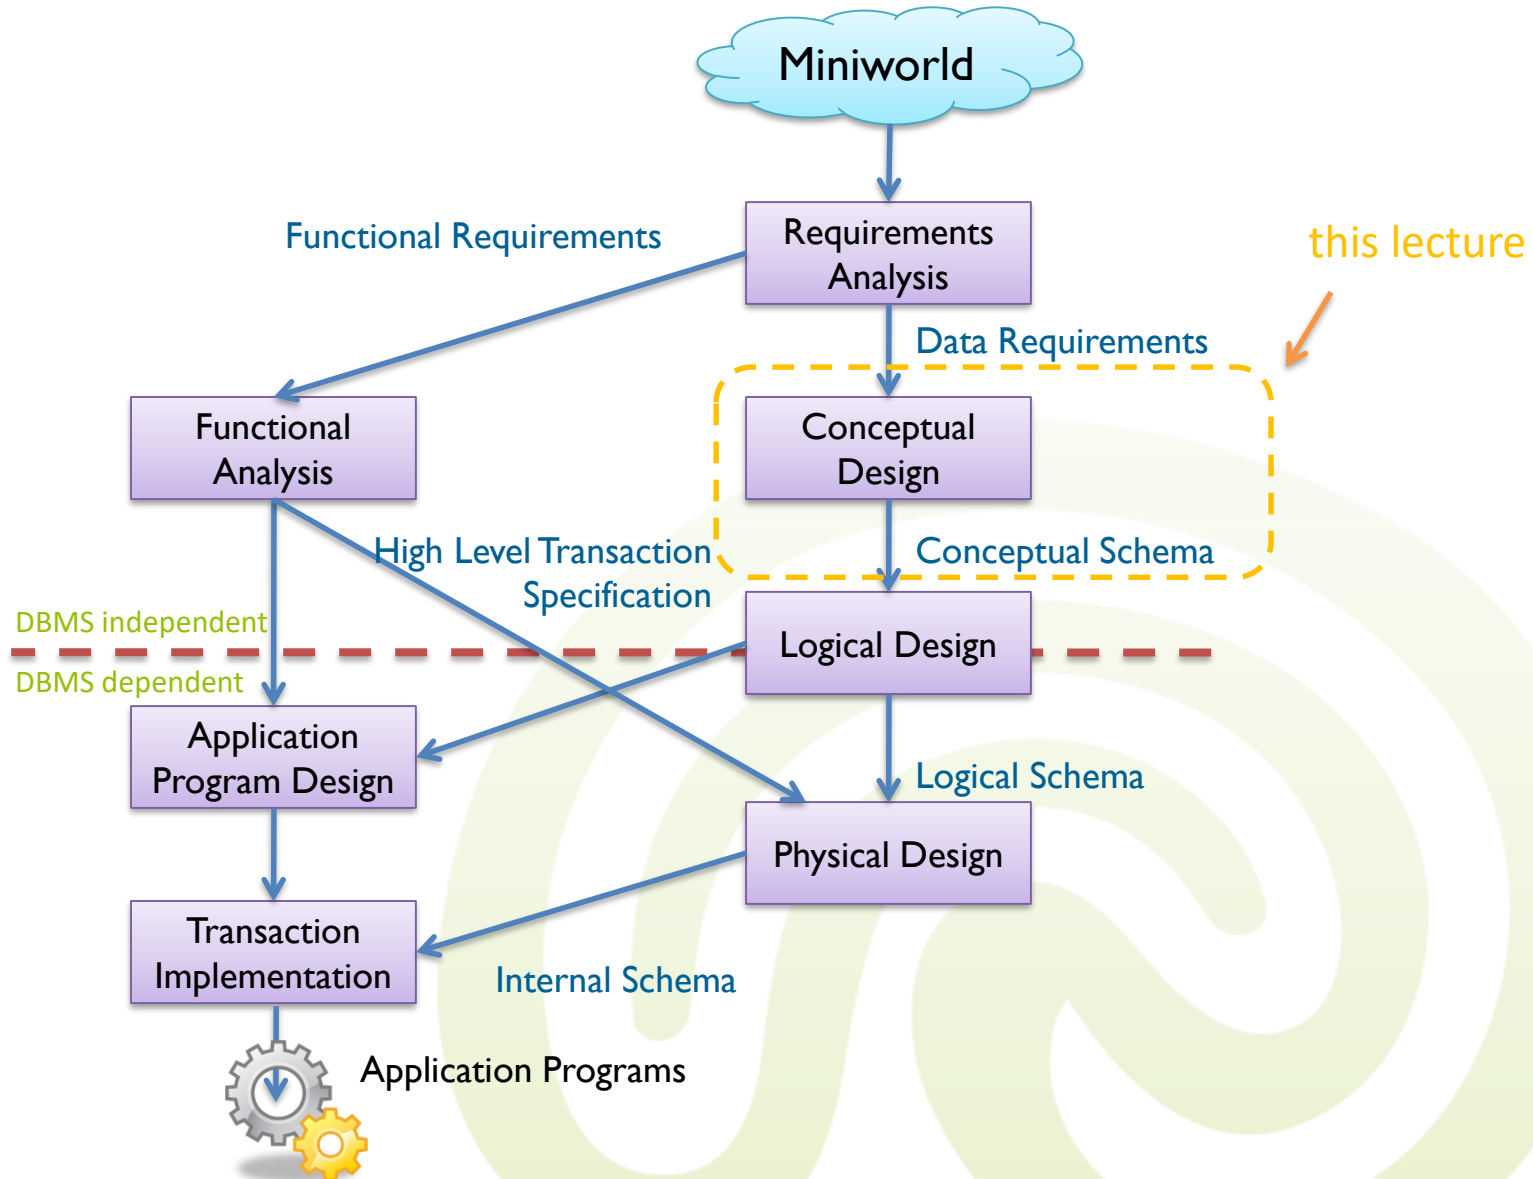 Miniworld
Functional Requirements
Requirements
Analysis
this lecture
Data Requirements
Functional
Analysis
Conceptual
Design
High Level Transaction
Specification
Conceptual Schema
DBMS independent
Logical Design
DBMS dependent
Application
Program Design
Logical Schema
Physical Design
Transaction
Implementation
Internal Schema
Application Programs